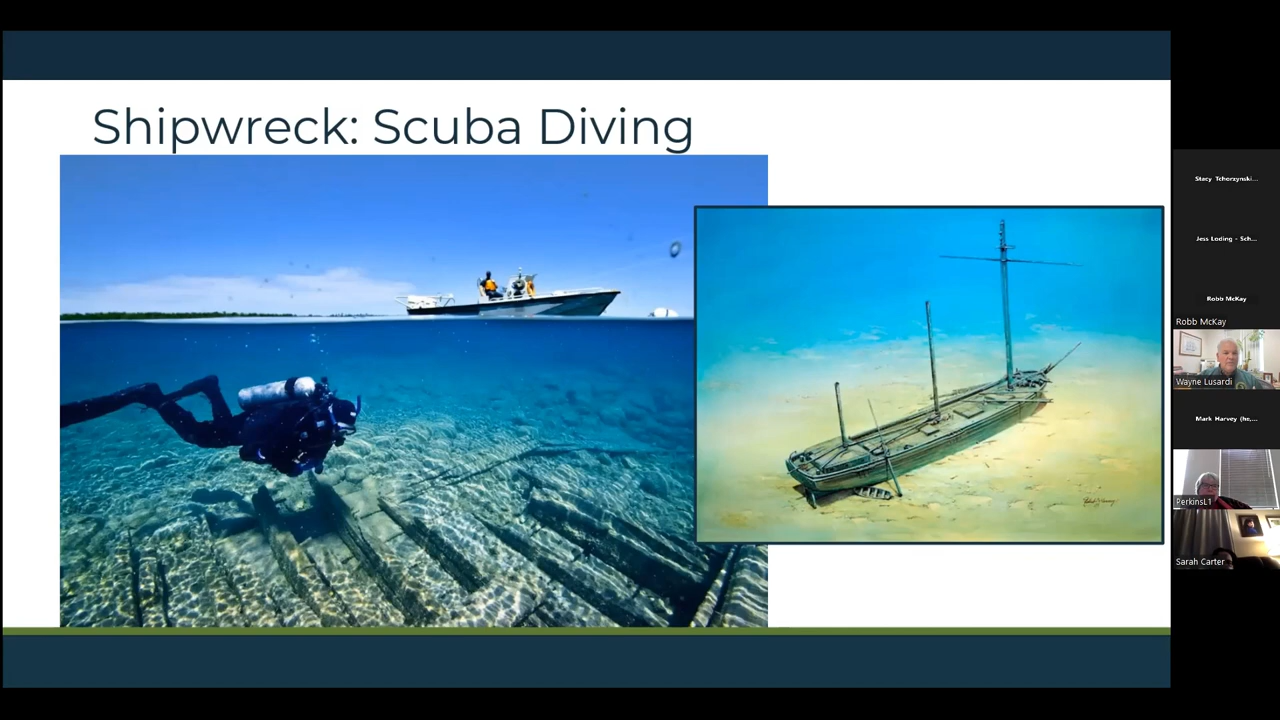 Shipwreck: Scuba Diving
Stacy Tchorzynski...
Jess Loding - Sch...
Robb McKay
Robb McKay
Wayne Lusardi
Mark Harvey (he,...
PerkinsL1
Sarah Carter